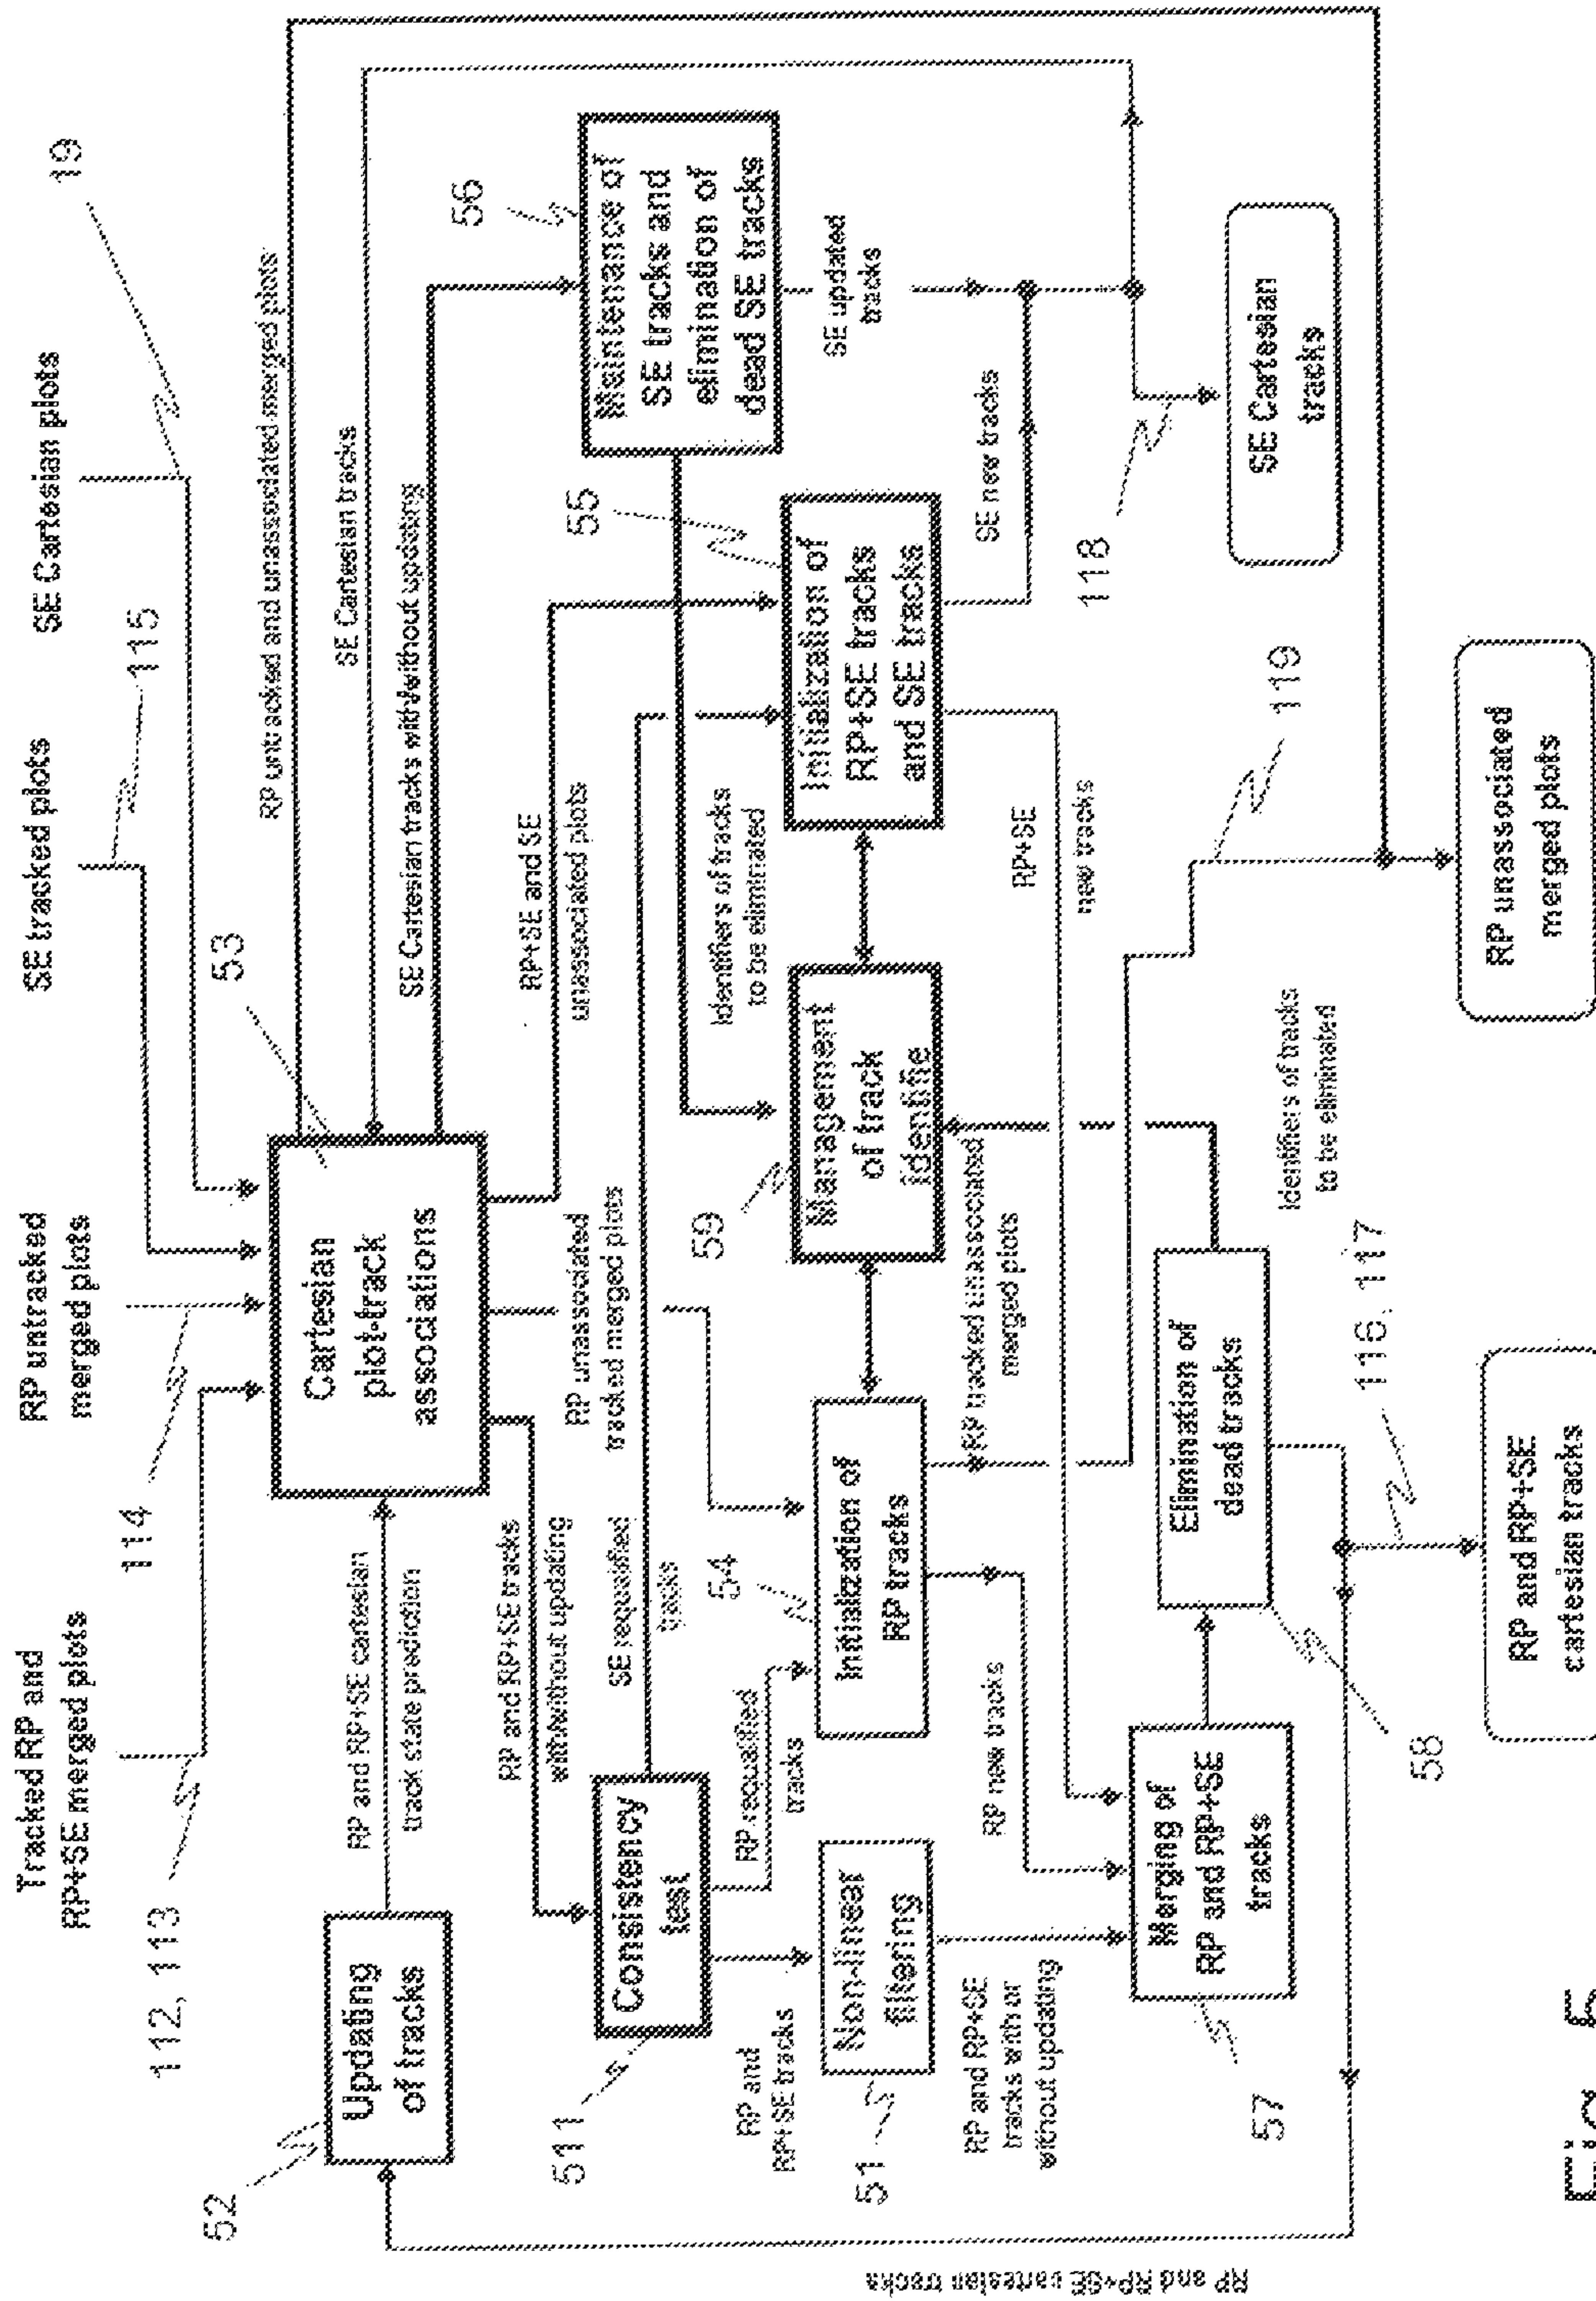 Tracked RP and
RP+SE merged plots
RP untracked
merged plots
SE tracked plots
SE Cartesian plots
112, 113
114
115
19
52
Updating
of tracks
RP and RP+SE cartesian
track state prediction
53
Cartesian
plot-track
associations
RP untracked and unassociated merged plots
SE Cartesian tracks
SE Cartesian tracks with/without updating
56
Maintenance of
SE tracks and
elimination of
dead SE tracks
RP and RP+SE tracks
with/without updating
RP unassociated
tracked merged plots
RP+SE and SE
unassociated plots
511
Consistency
test
SE requalified
tracks
55
RP requalified
tracks
54
59
Identifiers of tracks
to be eliminated
SE updated
tracks
RP and
RP+SE tracks
51
Non-linear
filtering
Initialization of
RP tracks
Management
of track
identifie
Initialization of
RP+SE tracks
and SE tracks
RP and RP+SE
tracks with or
without updating
RP new tracks
RP tracked unassociated
merged plots
RP+SE
new tracks
SE new tracks
57
Merging of
RP and RP+SE
tracks
58
Elimination of
dead tracks
Identifiers of tracks
to be eliminated
118
119
SE Cartesian
tracks
116, 117
RP and RP+SE cartesian tracks
RP and RP+SE
cartesian tracks
RP unassociated
merged plots
Fig. 5